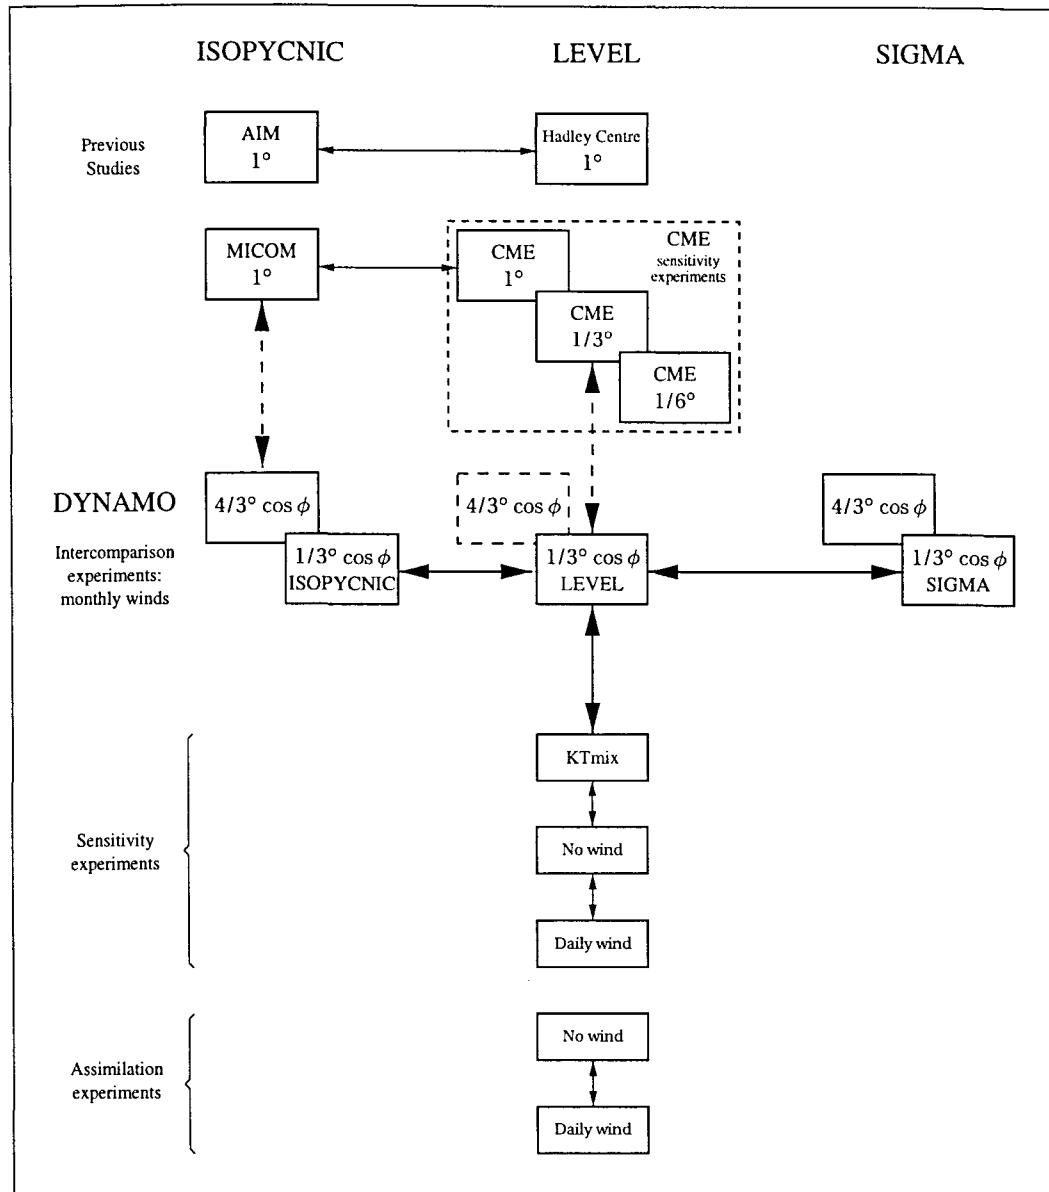 ISOPYCNIC
LEVEL
SIGMA
Previous
Studies
AIM
1°
Hadley Centre
1°
MICOM
1°
CME
sensitivity
experiments
CME
1°
CME
1/3°
CME
1/6°
DYNAMO
Intercomparison
experiments:
monthly winds
4/3° cos ϕ
1/3° cos ϕ
ISOPYCNIC
4/3° cos ϕ
1/3° cos ϕ
LEVEL
4/3° cos ϕ
1/3° cos ϕ
SIGMA
Sensitivity
experiments
KTmix
No wind
Daily wind
Assimilation
experiments
No wind
Daily wind